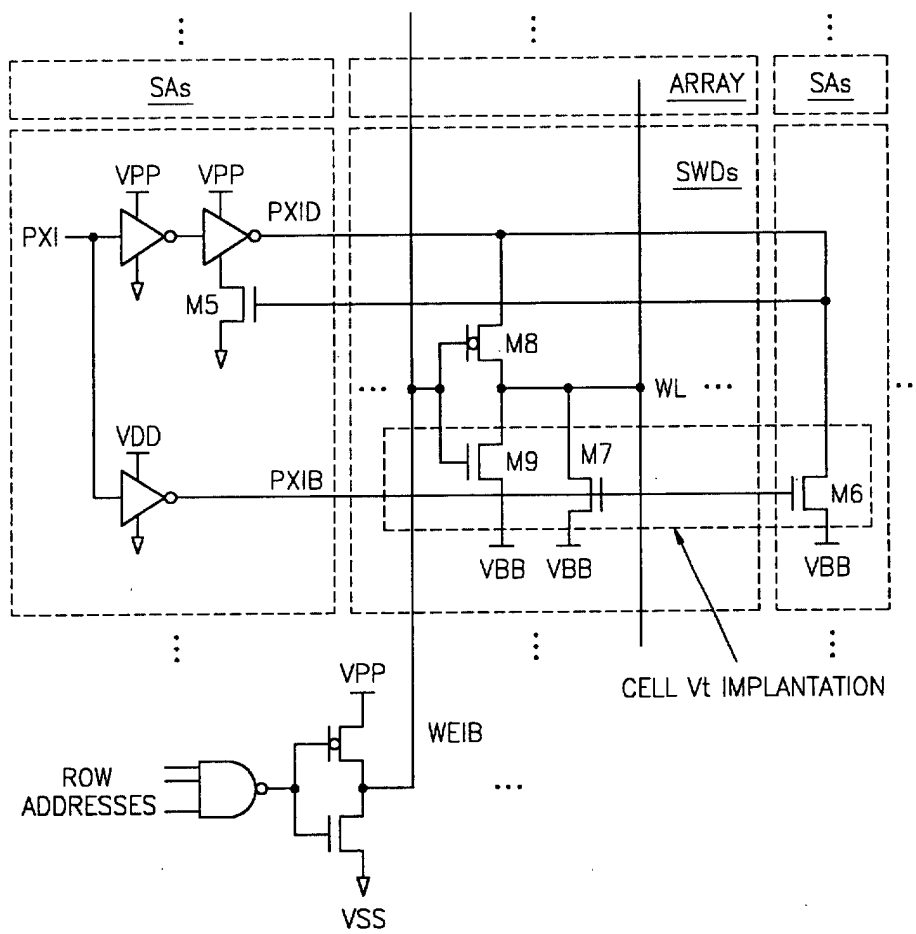 SAs
ARRAY
SAs
SWDs
VPP
VPP
PXID
PXI
M5
M8
WL
VDD
M9
M7
PXIB
M6
VBB
VBB
VBB
CELL Vt IMPLANTATION
VPP
WEIB
ROW
ADDRESSES
VSS